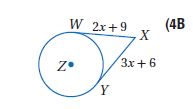 W 2x + 9 X (4B
Z 3x + 6
Y